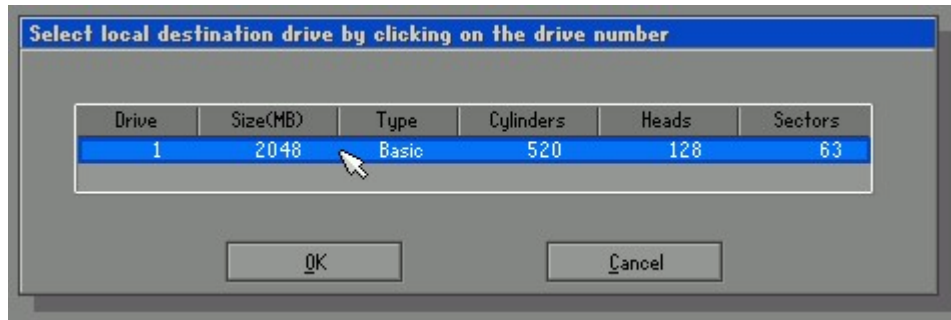 Select local destination drive by clicking on the drive number
Drive Size(MB) Type Cylinders Heads Sectors
1 2048 Basic 520 128 63
OK Cancel